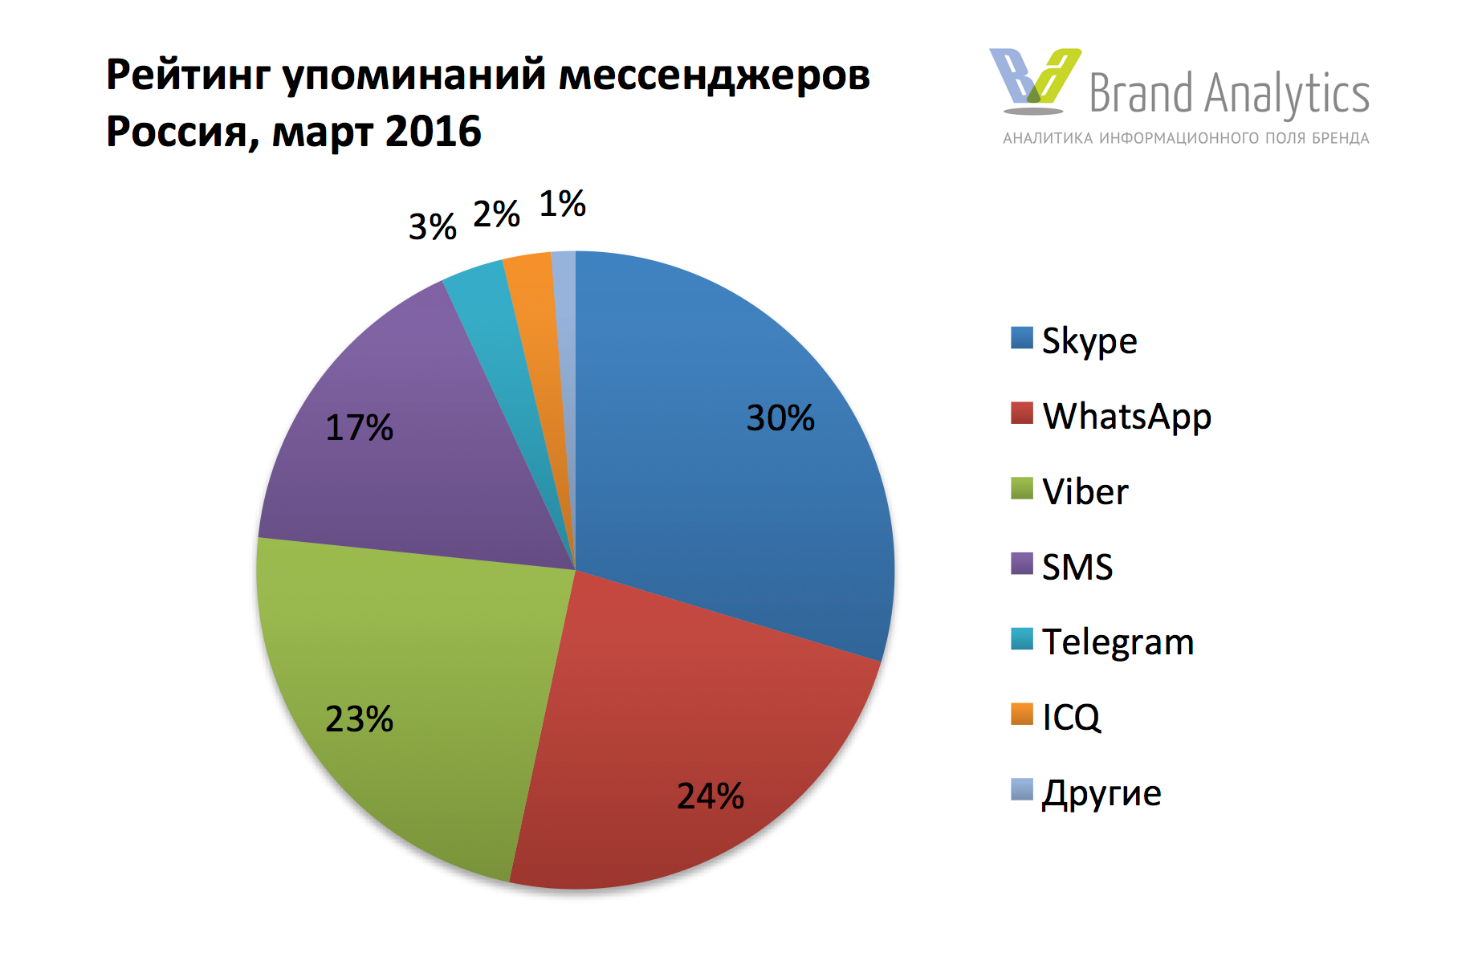 Рейтинг упоминаний мессенджеров
Россия, март 2016
Brand Analytics
АНАЛИТИКА ИНФОРМАЦИОННОГО ПОЛЯ БРЕНДА
3%
2%
1%
30%
17%
23%
24%
Skype
WhatsApp
Viber
SMS
Telegram
ICQ
Другие